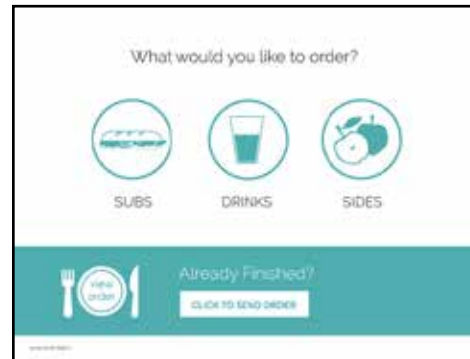 What would you like to order?
SUBS
DRINKS
SIDES
view
order
Already Finished?
CLICK TO SEND ORDER